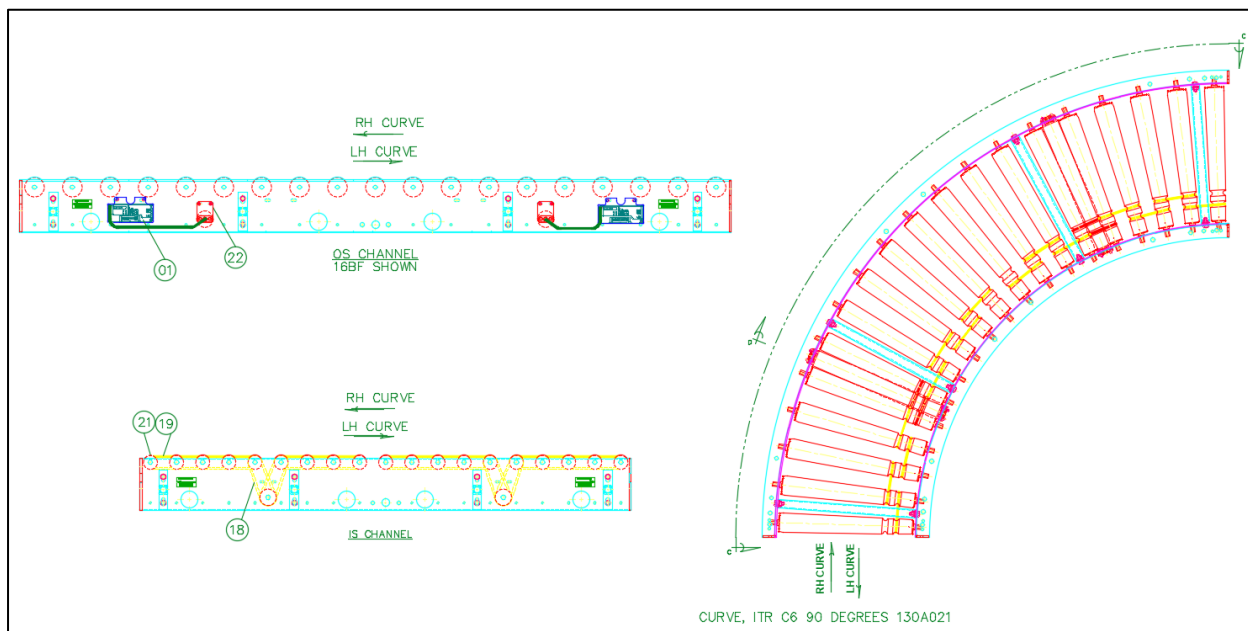 RH CURVE
LH CURVE
01
22
OS CHANNEL
16BF SHOWN
RH CURVE
LH CURVE
21
19
18
IS CHANNEL
C
D
C
RH CURVE
LH CURVE
CURVE, ITR C6 90 DEGREES 130A021